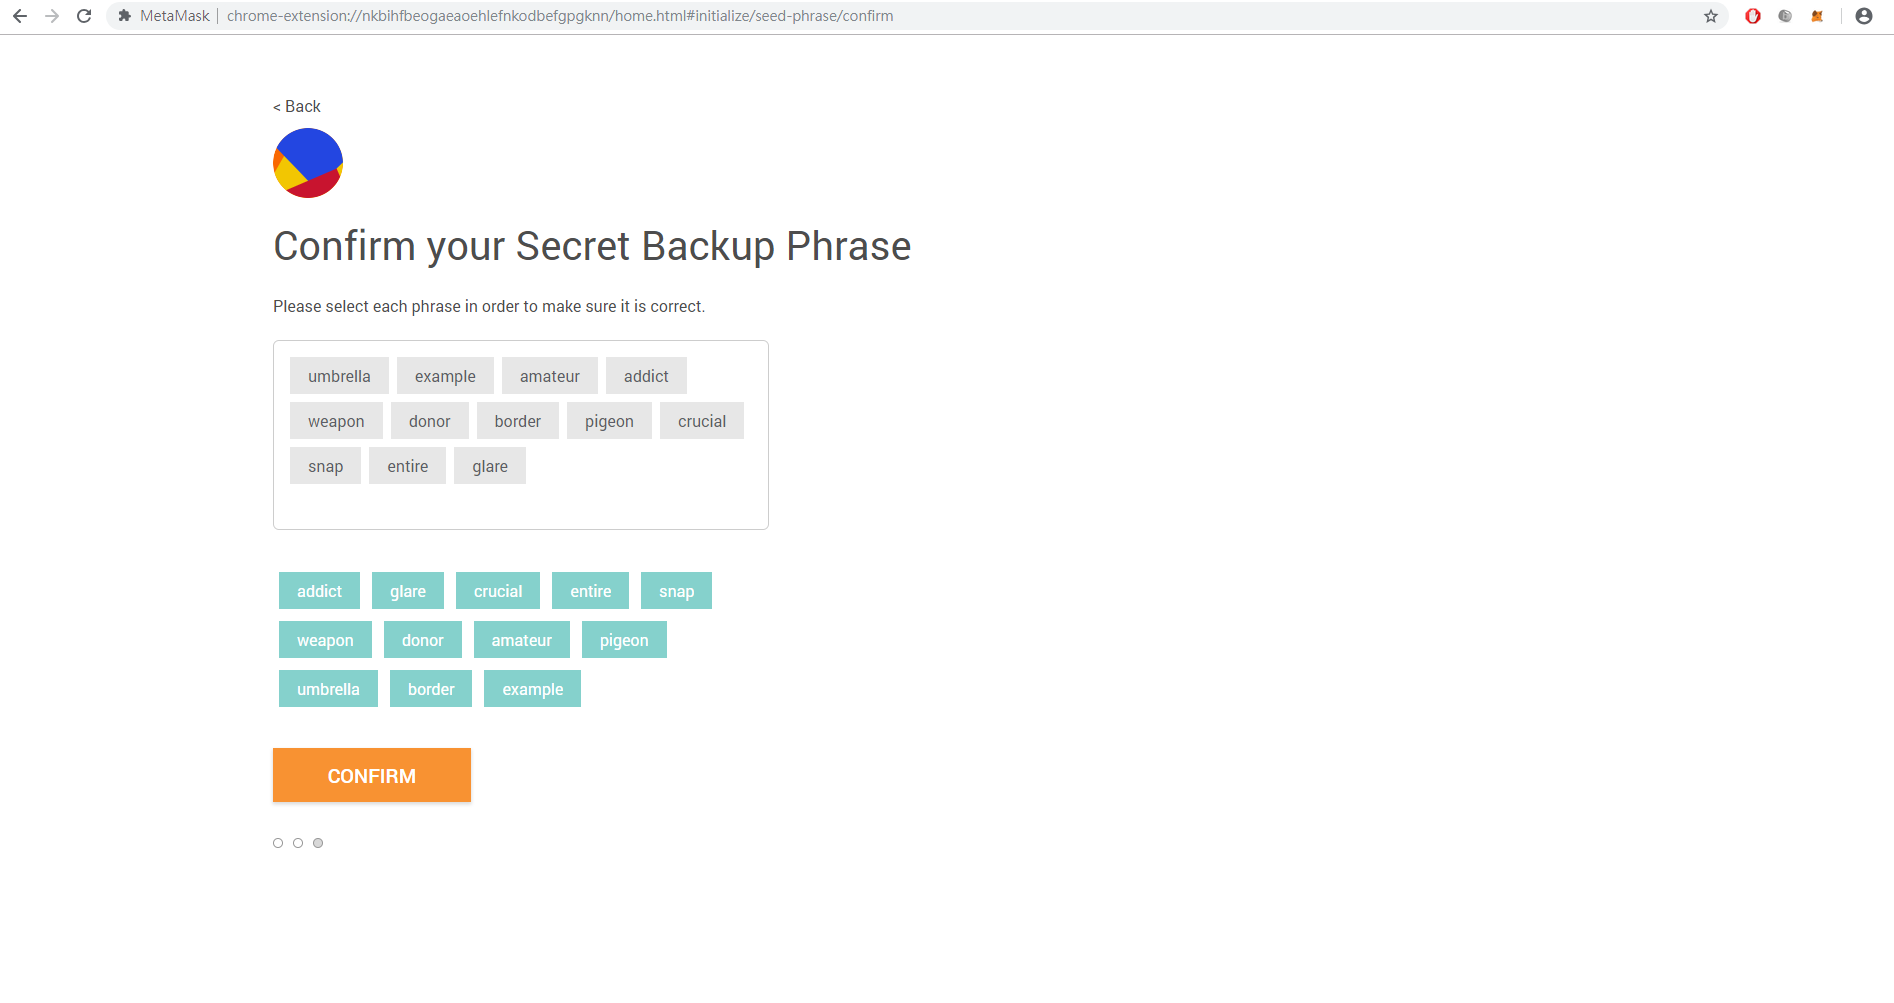 MetaMask
chrome-extension://nkbihfbeogaeaoehlefnkodbefgpgknn/home.html#initialize/seed-phrase/confirm
< Back
Confirm your Secret Backup Phrase
Please select each phrase in order to make sure it is correct.
umbrella example amateur addict
weapon donor border pigeon crucial
snap entire glare
addict glare crucial entire snap
weapon donor amateur pigeon
umbrella border example
CONFIRM